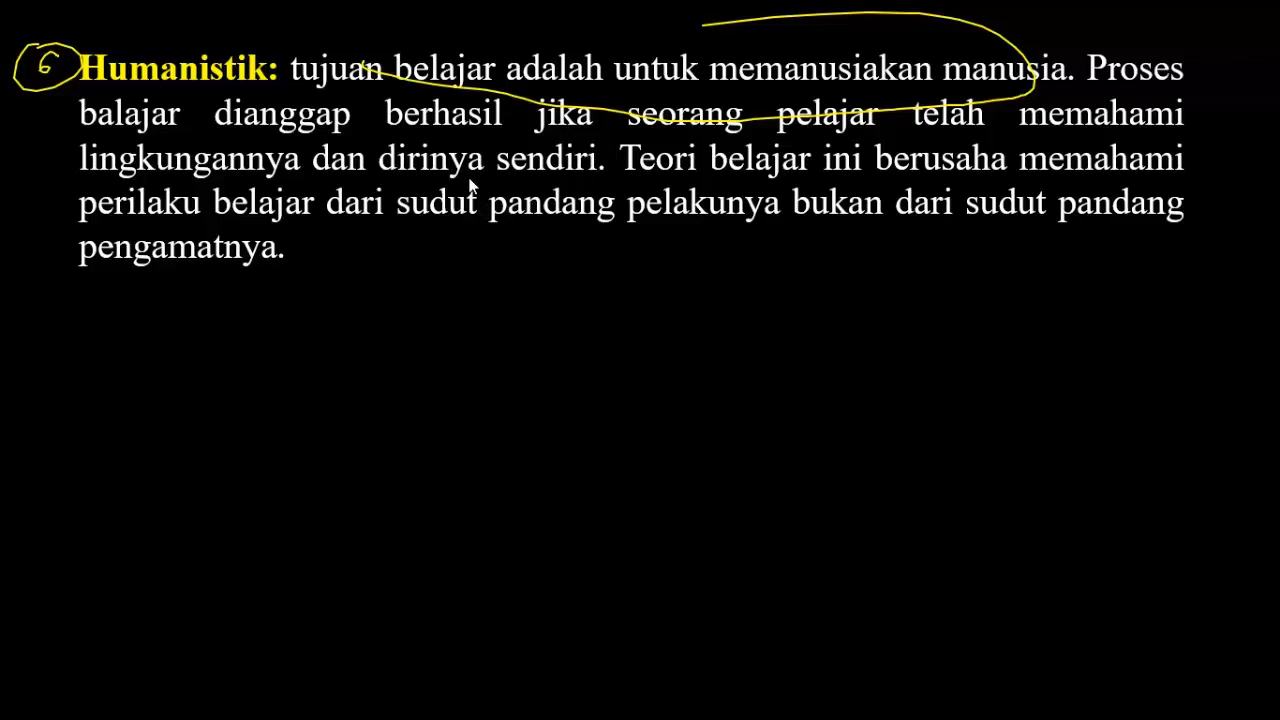 6 Humanistik: tujuan belajar adalah untuk memanusiakan manusia. Proses
balajar dianggap berhasil jika seorang pelajar telah memahami
lingkungannya dan dirinya sendiri. Teori belajar ini berusaha memahami
perilaku belajar dari sudut pandang pelakunya bukan dari sudut pandang
pengamatnya.